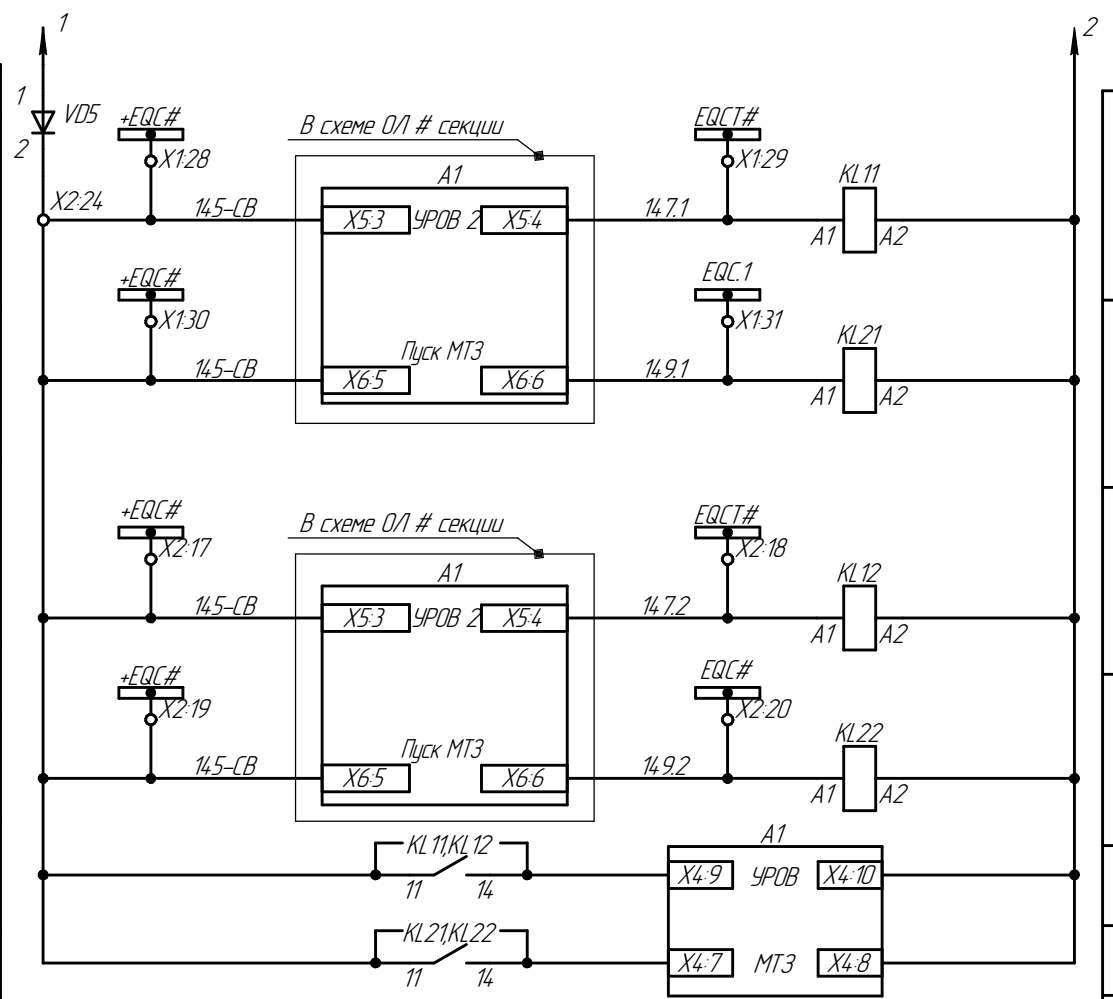 1
2
1
VD5
2
+EQC#
В схеме ОЛ # секции
EQCT#
X1:28
X1:29
A1
KL11
X2:24
145-СВ
X5:3
УРОВ 2
X5:4
147.1
A1
A2
+EQC#
EQC.1
X1:30
X1:31
Пуск МТЗ
KL21
145-СВ
X6:5
X6:6
149.1
A1
A2
+EQC#
В схеме ОЛ # секции
EQCT#
X2:17
X2:18
A1
KL12
145-СВ
X5:3
УРОВ 2
X5:4
147.2
A1
A2
+EQC#
EQC#
X2:19
X2:20
Пуск МТЗ
KL22
145-СВ
X6:5
X6:6
149.2
A1
A2
KL11,KL12
A1
11
14
X4:9
УРОВ
X4:10
KL21,KL22
11
14
X4:7
МТЗ
X4:8